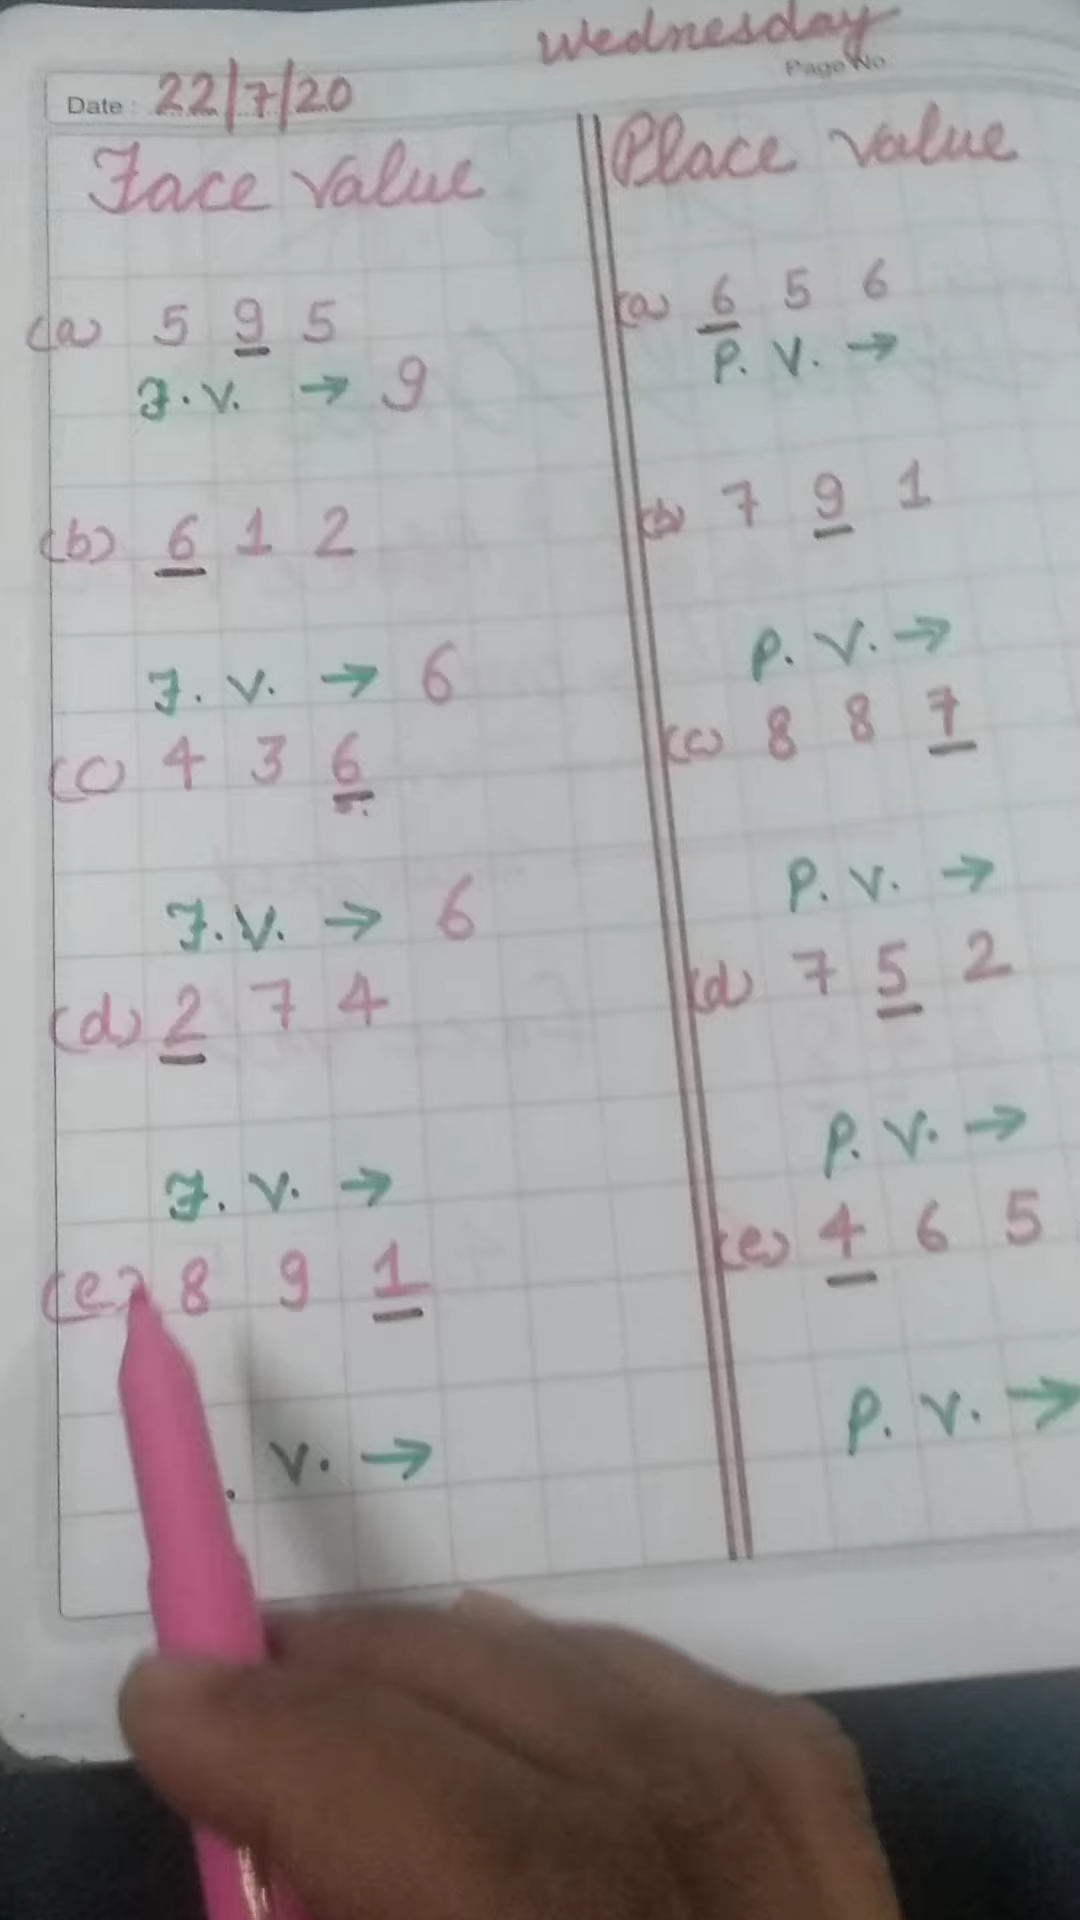 Wednesday
Page No
Date : 22/7/20
Face value
(a) 5 9 5
F. V. → 9
(b) 6 1 2
F. V. → 6
(c) 4 3 6
F. V. → 6
(d) 2 7 4
F. V. →
(e) 8 9 1
. V. →
Place value
(a) 6 5 6
P. V. →
(b) 7 9 1
P. V. →
(c) 8 8 7
P. V. →
(d) 7 5 2
P. V. →
(e) 4 6 5
P. V. →